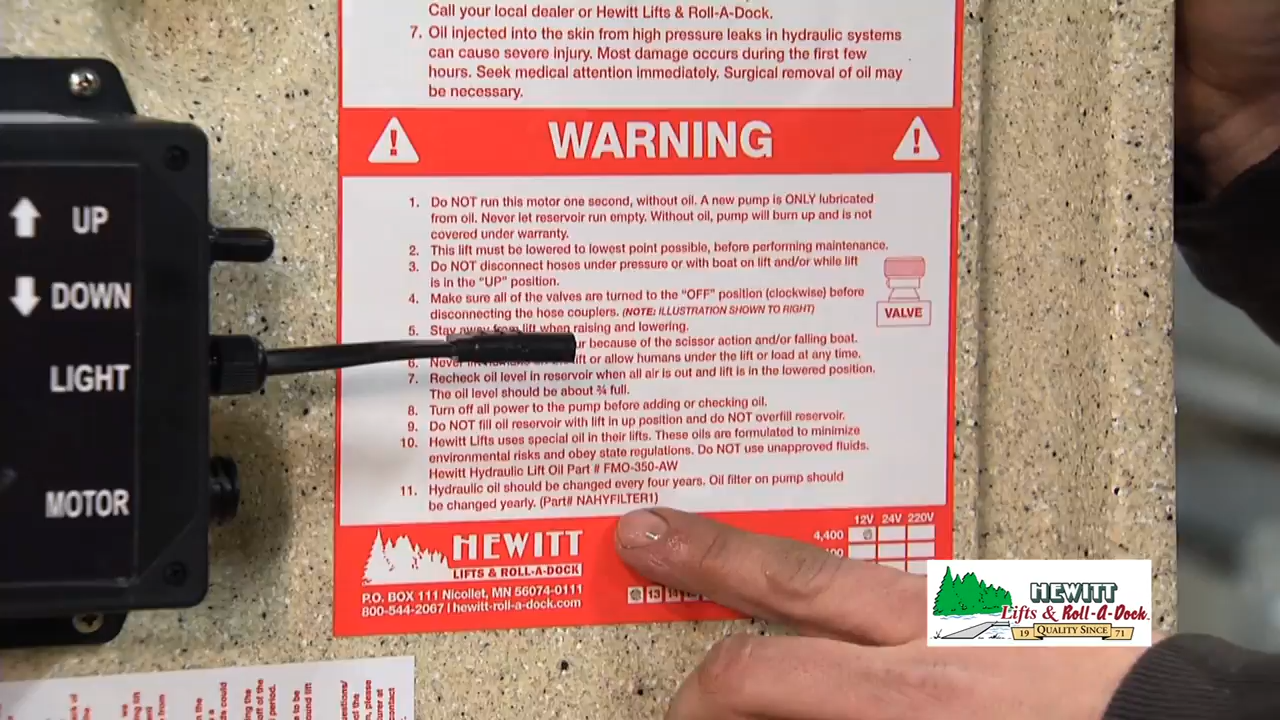 Call your local dealer or Hewitt Lifts & Roll-A-Dock.
7. Oil injected into the skin from high pressure leaks in hydraulic systems
can cause severe injury. Most damage occurs during the first few
hours. Seek medical attention immediately. Surgical removal of oil may
be necessary.
WARNING
1. Do NOT run this motor one second, without oil. A new pump is ONLY lubricated
from oil. Never let reservoir run empty. Without oil, pump will burn up and is not
covered under warranty.
2. This lift must be lowered to lowest point possible, before performing maintenance.
3. Do NOT disconnect hoses under pressure or with boat on lift and/or while lift
is in the "UP" position.
4. Make sure all of the valves are turned to the "OFF" position (clockwise) before
disconnecting the hose couplers. (NOTE: ILLUSTRATION SHOWN TO RIGHT)
VALVE
5. Stay away from lift when raising and lowering.
because of the scissor action and/or falling boat.
6. Never lift or allow humans under the lift or load at any time.
7. Recheck oil level in reservoir when all air is out and lift is in the lowered position.
The oil level should be about ¾ full.
8. Turn off all power to the pump before adding or checking oil.
9. Do NOT fill oil reservoir with lift in up position and do NOT overfill reservoir.
10. Hewitt Lifts uses special oil in their lifts. These oils are formulated to minimize
environmental risks and obey state regulations. Do NOT use unapproved fluids.
Hewitt Hydraulic Lift Oil Part # FMO-350-AW
11. Hydraulic oil should be changed every four years. Oil filter on pump should
be changed yearly. (Part# NAHYFILTER1)
HEWITT
LIFTS & ROLL-A-DOCK
P.O. BOX 111 Nicollet, MN 56074-0111
800-544-2067 | hewitt-roll-a-dock.com
12V 24V 220V
4,400
13 14
UP
DOWN
LIGHT
MOTOR
HEWITT
Lifts & Roll-A-Dock
19 QUALITY SINCE 71